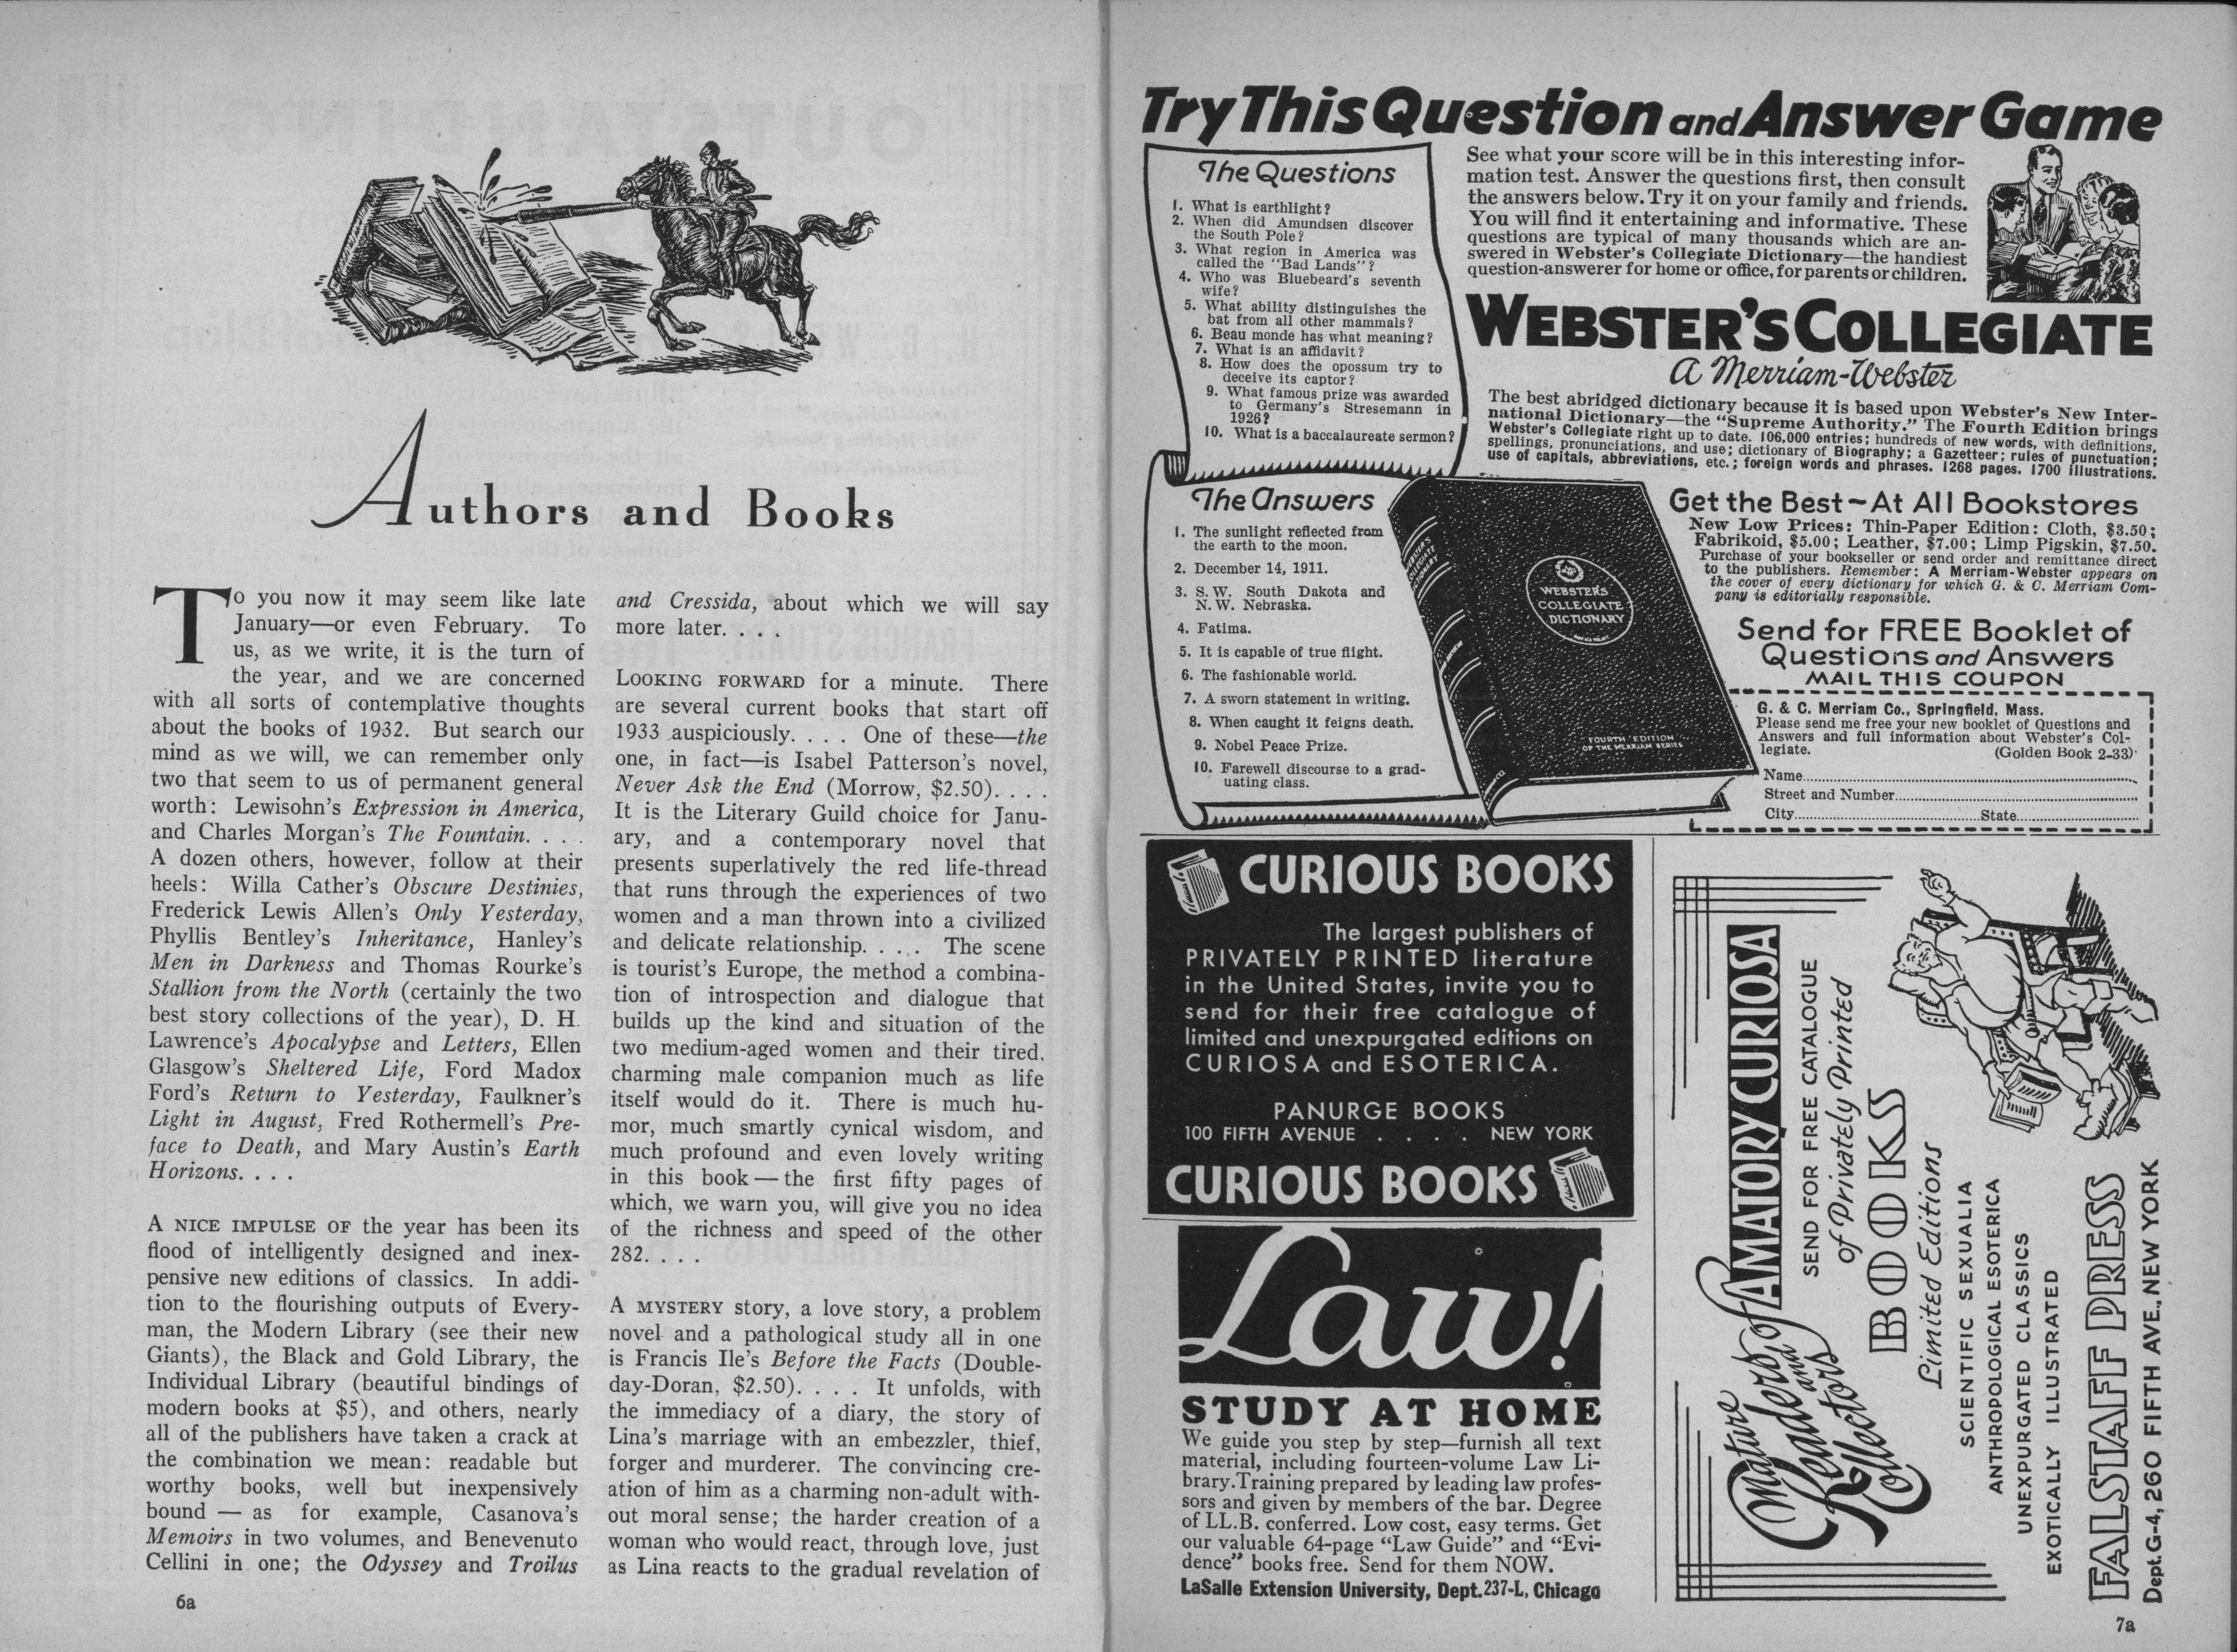 Authors and Books
To you now it may seem like late
January—or even February. To
us, as we write, it is the turn of
the year, and we are concerned
with all sorts of contemplative thoughts
about the books of 1932. But search our
mind as we will, we can remember only
two that seem to us of permanent general
worth: Lewisohn's Expression in America,
and Charles Morgan's The Fountain. . . .
A dozen others, however, follow at their
heels: Willa Cather's Obscure Destinies,
Frederick Lewis Allen's Only Yesterday,
Phyllis Bentley's Inheritance, Hanley's
Men in Darkness and Thomas Rourke's
Stallion from the North (certainly the two
best story collections of the year), D. H.
Lawrence's Apocalypse and Letters, Ellen
Glasgow's Sheltered Life, Ford Madox
Ford's Return to Yesterday, Faulkner's
Light in August, Fred Rothermell's Pre-
face to Death, and Mary Austin's Earth
Horizons. . . .
A NICE IMPULSE OF the year has been its
flood of intelligently designed and inex-
pensive new editions of classics. In addi-
tion to the flourishing outputs of Every-
man, the Modern Library (see their new
Giants), the Black and Gold Library, the
Individual Library (beautiful bindings of
modern books at $5), and others, nearly
all of the publishers have taken a crack at
the combination we mean: readable but
worthy books, well but inexpensively
bound — as for example, Casanova's
Memoirs in two volumes, and Benevenuto
Cellini in one; the Odyssey and Troilus
6a
and Cressida, about which we will say
more later. . . .
LOOKING FORWARD for a minute. There
are several current books that start off
1933 auspiciously. . . . One of these—the
one, in fact—is Isabel Patterson's novel,
Never Ask the End (Morrow, $2.50). . . .
It is the Literary Guild choice for Janu-
ary, and a contemporary novel that
presents superlatively the red life-thread
that runs through the experiences of two
women and a man thrown into a civilized
and delicate relationship. . . . The scene
is tourist's Europe, the method a combina-
tion of introspection and dialogue that
builds up the kind and situation of the
two medium-aged women and their tired,
charming male companion much as life
itself would do it. There is much hu-
mor, much smartly cynical wisdom, and
much profound and even lovely writing
in this book — the first fifty pages of
which, we warn you, will give you no idea
of the richness and speed of the other
282. . . .
A MYSTERY story, a love story, a problem
novel and a pathological study all in one
is Francis Ile's Before the Facts (Double-
day-Doran, $2.50). . . . It unfolds, with
the immediacy of a diary, the story of
Lina's marriage with an embezzler, thief,
forger and murderer. The convincing cre-
ation of him as a charming non-adult with-
out moral sense; the harder creation of a
woman who would react, through love, just
as Lina reacts to the gradual revelation of
Try This Question and Answer Game
The Questions
1. What is earthlight?
2. When did Amundsen discover
the South Pole?
3. What region in America was
called the "Bad Lands"?
4. Who was Bluebeard's seventh
wife?
5. What ability distinguishes the
bat from all other mammals?
6. Beau monde has what meaning?
7. What is an affidavit?
8. How does the opossum try to
deceive its captor?
9. What famous prize was awarded
to Germany's Stresemann in
1926?
10. What is a baccalaureate sermon?
The Answers
1. The sunlight reflected from
the earth to the moon.
2. December 14, 1911.
3. S. W. South Dakota and
N. W. Nebraska.
4. Fatima.
5. It is capable of true flight.
6. The fashionable world.
7. A sworn statement in writing.
8. When caught it feigns death.
9. Nobel Peace Prize.
10. Farewell discourse to a grad-
uating class.
See what your score will be in this interesting infor-
mation test. Answer the questions first, then consult
the answers below. Try it on your family and friends.
You will find it entertaining and informative. These
questions are typical of many thousands which are an-
swered in Webster's Collegiate Dictionary—the handiest
question-answerer for home or office, for parents or children.
WEBSTER'S COLLEGIATE
A Merriam-Webster
The best abridged dictionary because it is based upon Webster's New Inter-
national Dictionary—the "Supreme Authority." The Fourth Edition brings
Webster's Collegiate right up to date. 106,000 entries; hundreds of new words, with definitions,
spellings, pronunciations, and use; dictionary of Biography; a Gazetteer; rules of punctuation;
use of capitals, abbreviations, etc.; foreign words and phrases. 1268 pages. 1700 illustrations.
WEBSTER'S
COLLEGIATE
DICTIONARY
WEBSTER'S
COLLEGIATE
DICTIONARY
FOURTH EDITION
OF THE MERRIAM SERIES
Get the Best~At All Bookstores
New Low Prices: Thin-Paper Edition: Cloth, $3.50;
Fabrikoid, $5.00; Leather, $7.00; Limp Pigskin, $7.50.
Purchase of your bookseller or send order and remittance direct
to the publishers. Remember: A Merriam-Webster appears on
the cover of every dictionary for which G. & C. Merriam Com-
pany is editorially responsible.
Send for FREE Booklet of
Questions and Answers
MAIL THIS COUPON
G. & C. Merriam Co., Springfield, Mass.
Please send me free your new booklet of Questions and
Answers and full information about Webster's Col-
legiate. (Golden Book 2-33)
Name
Street and Number
City State
CURIOUS BOOKS
The largest publishers of
PRIVATELY PRINTED literature
in the United States, invite you to
send for their free catalogue of
limited and unexpurgated editions on
CURIOSA and ESOTERICA.
PANURGE BOOKS
100 FIFTH AVENUE . . . . NEW YORK
CURIOUS BOOKS
Law!
STUDY AT HOME
We guide you step by step—furnish all text
material, including fourteen-volume Law Li-
brary. Training prepared by leading law profes-
sors and given by members of the bar. Degree
of LL.B. conferred. Low cost, easy terms. Get
our valuable 64-page "Law Guide" and "Evi-
dence" books free. Send for them NOW.
LaSalle Extension University, Dept. 237-L, Chicago
Mature
Readers
and
Kollectors
of AMATORY CURIOSA
SEND FOR FREE CATALOGUE
of Privately Printed
BOOKS
Limited Editions
SCIENTIFIC SEXUALIA
ANTHROPOLOGICAL ESOTERICA
UNEXPURGATED CLASSICS
EXOTICALLY ILLUSTRATED
FALSTAFF PRESS
Dept. G-4, 260 FIFTH AVE., NEW YORK
7a